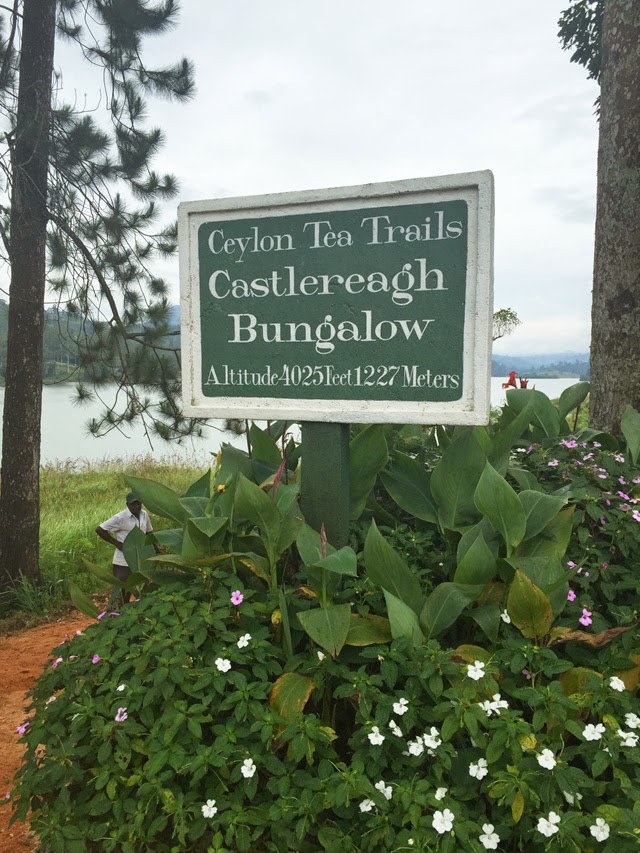 Ceylon Tea Trails
Castlereagh
Bungalow
Altitude 4025 Feet 1227 Meters